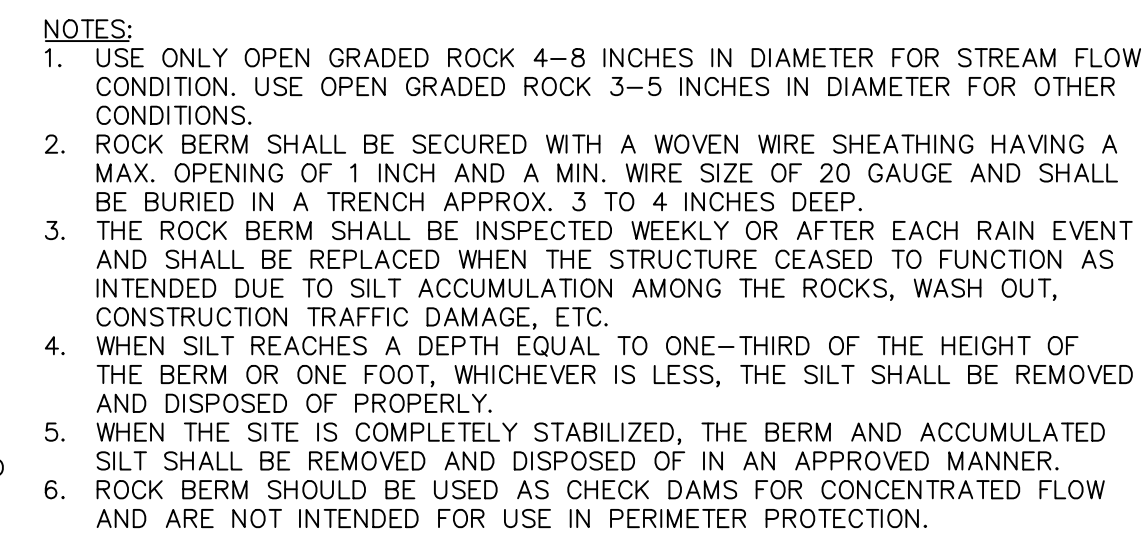 NOTES:
1. USE ONLY OPEN GRADED ROCK 4–8 INCHES IN DIAMETER FOR STREAM FLOW
CONDITION. USE OPEN GRADED ROCK 3–5 INCHES IN DIAMETER FOR OTHER
CONDITIONS.
2. ROCK BERM SHALL BE SECURED WITH A WOVEN WIRE SHEATHING HAVING A
MAX. OPENING OF 1 INCH AND A MIN. WIRE SIZE OF 20 GAUGE AND SHALL
BE BURIED IN A TRENCH APPROX. 3 TO 4 INCHES DEEP.
3. THE ROCK BERM SHALL BE INSPECTED WEEKLY OR AFTER EACH RAIN EVENT
AND SHALL BE REPLACED WHEN THE STRUCTURE CEASED TO FUNCTION AS
INTENDED DUE TO SILT ACCUMULATION AMONG THE ROCKS, WASH OUT,
CONSTRUCTION TRAFFIC DAMAGE, ETC.
4. WHEN SILT REACHES A DEPTH EQUAL TO ONE–THIRD OF THE HEIGHT OF
THE BERM OR ONE FOOT, WHICHEVER IS LESS, THE SILT SHALL BE REMOVED
AND DISPOSED OF PROPERLY.
5. WHEN THE SITE IS COMPLETELY STABILIZED, THE BERM AND ACCUMULATED
SILT SHALL BE REMOVED AND DISPOSED OF IN AN APPROVED MANNER.
6. ROCK BERM SHOULD BE USED AS CHECK DAMS FOR CONCENTRATED FLOW
AND ARE NOT INTENDED FOR USE IN PERIMETER PROTECTION.